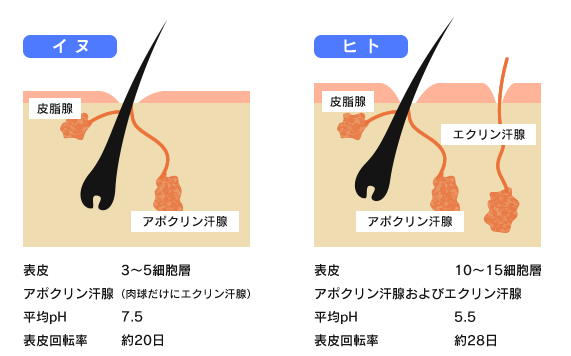 イヌ
皮脂腺
アポクリン汗腺
表皮 3〜5細胞層
アポクリン汗腺（肉球だけにエクリン汗腺）
平均pH 7.5
表皮回転率 約20日
ヒト
皮脂腺
エクリン汗腺
アポクリン汗腺
表皮 10〜15細胞層
アポクリン汗腺およびエクリン汗腺
平均pH 5.5
表皮回転率 約28日